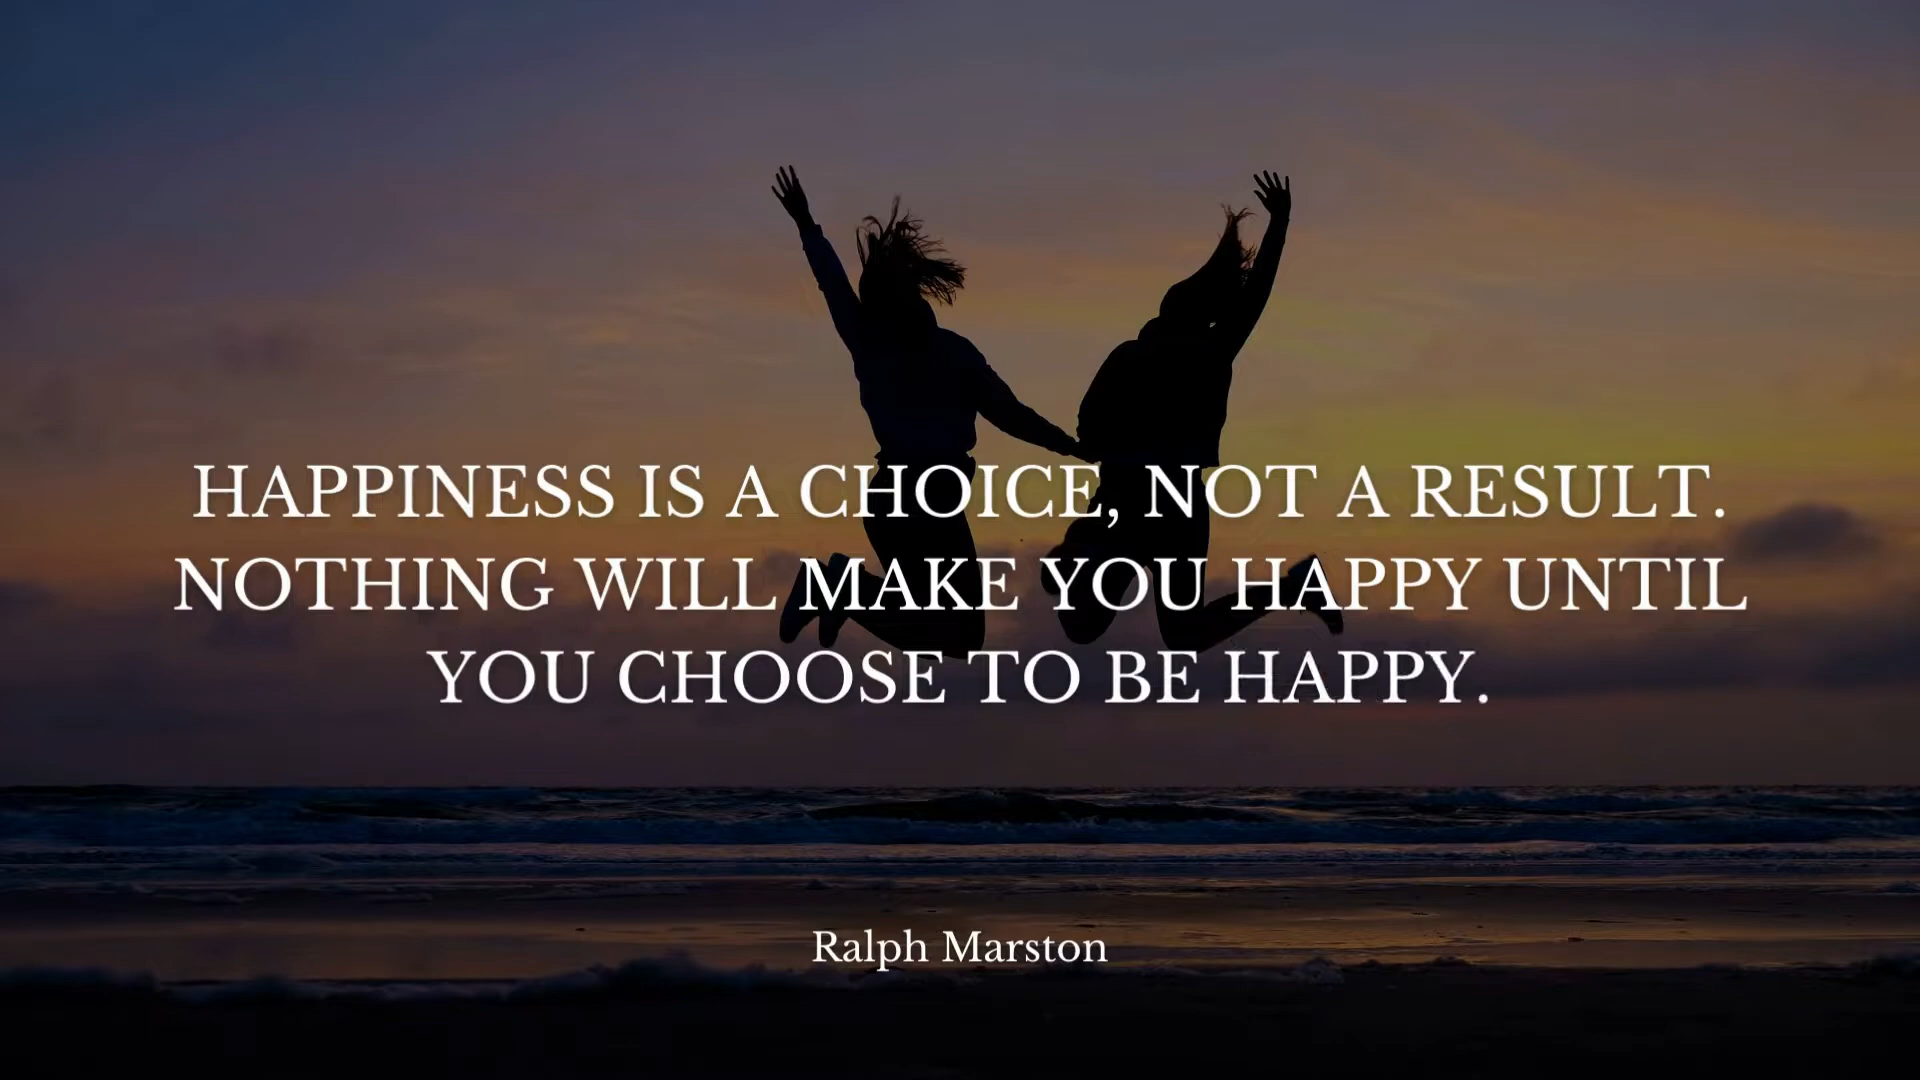 HAPPINESS IS A CHOICE, NOT A RESULT.
NOTHING WILL MAKE YOU HAPPY UNTIL
YOU CHOOSE TO BE HAPPY.
Ralph Marston